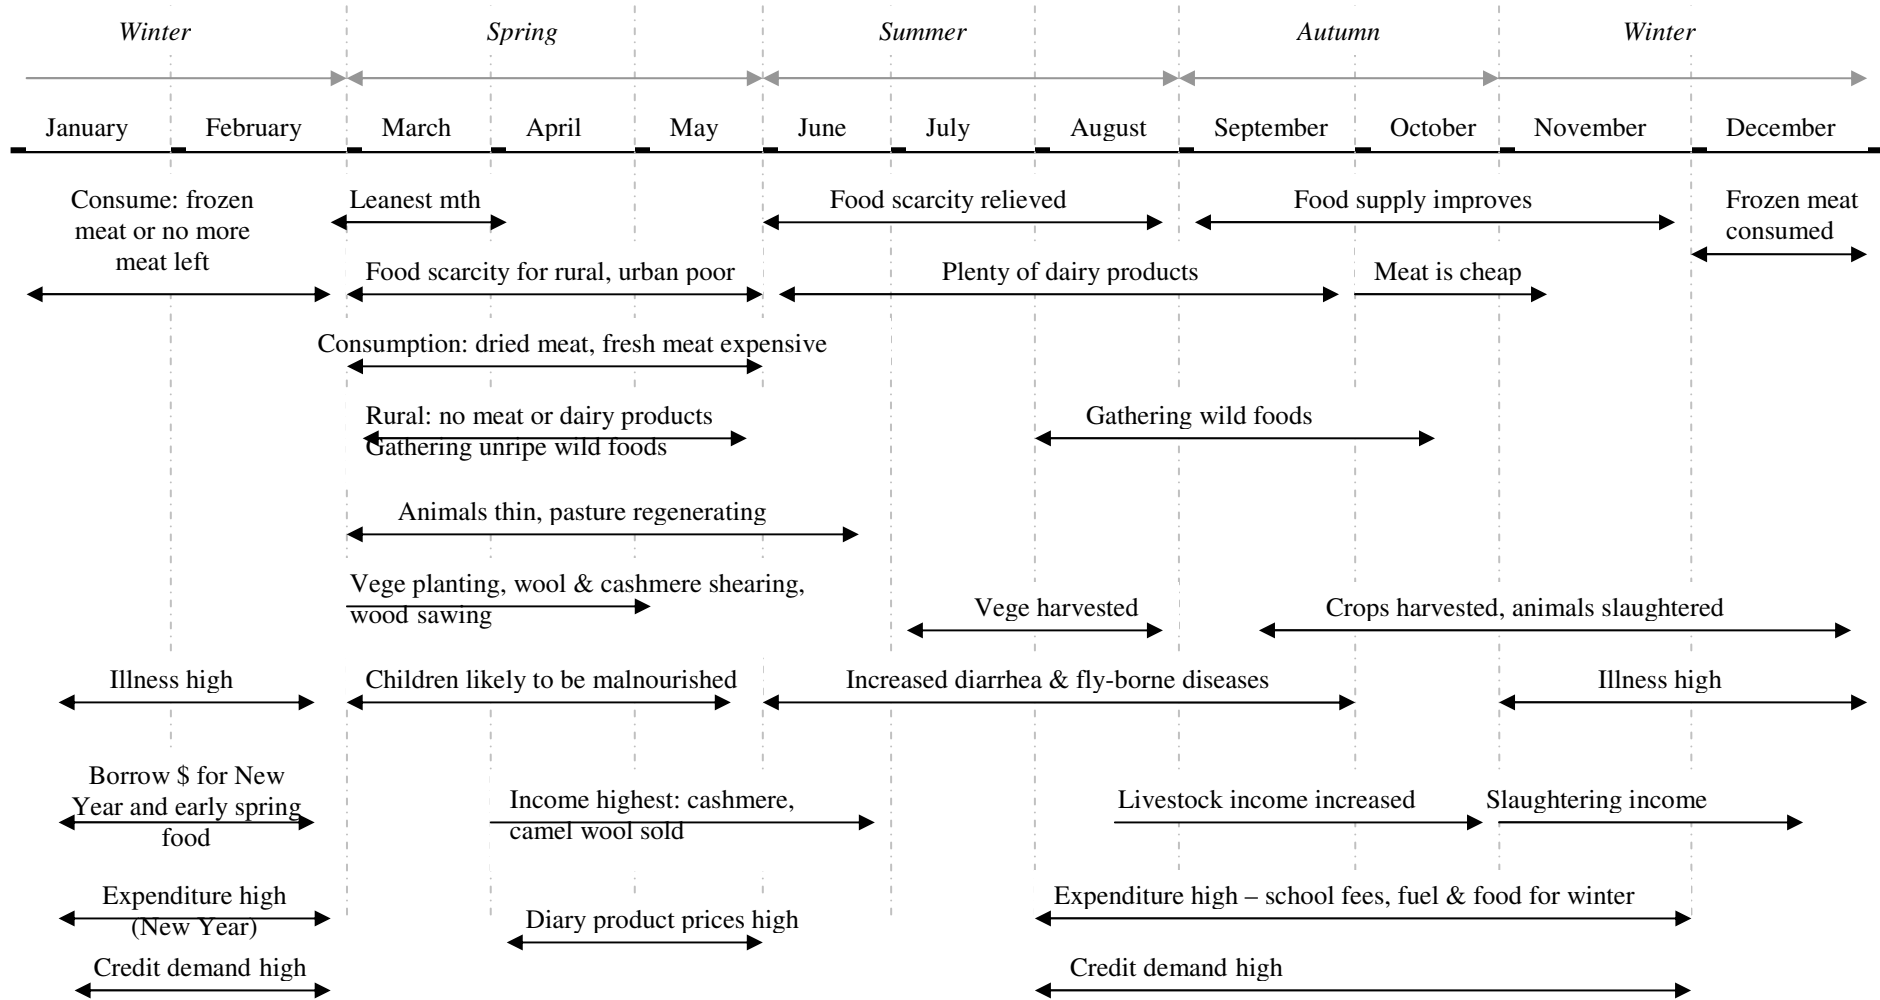 Winter Spring Summer Autumn Winter
January February March April May June July August September October November December
Consume: frozen
meat or no more
meat left
Leanest mth
Food scarcity relieved
Food supply improves
Frozen meat
consumed
Food scarcity for rural, urban poor
Plenty of dairy products
Meat is cheap
Consumption: dried meat, fresh meat expensive
Rural: no meat or dairy products
Gathering unripe wild foods
Gathering wild foods
Animals thin, pasture regenerating
Vege planting, wool & cashmere shearing,
wood sawing
Vege harvested
Crops harvested, animals slaughtered
Illness high
Children likely to be malnourished
Increased diarrhea & fly-borne diseases
Illness high
Borrow $ for New
Year and early spring
food
Income highest: cashmere,
camel wool sold
Livestock income increased
Slaughtering income
Expenditure high
(New Year)
Diary product prices high
Expenditure high – school fees, fuel & food for winter
Credit demand high
Credit demand high